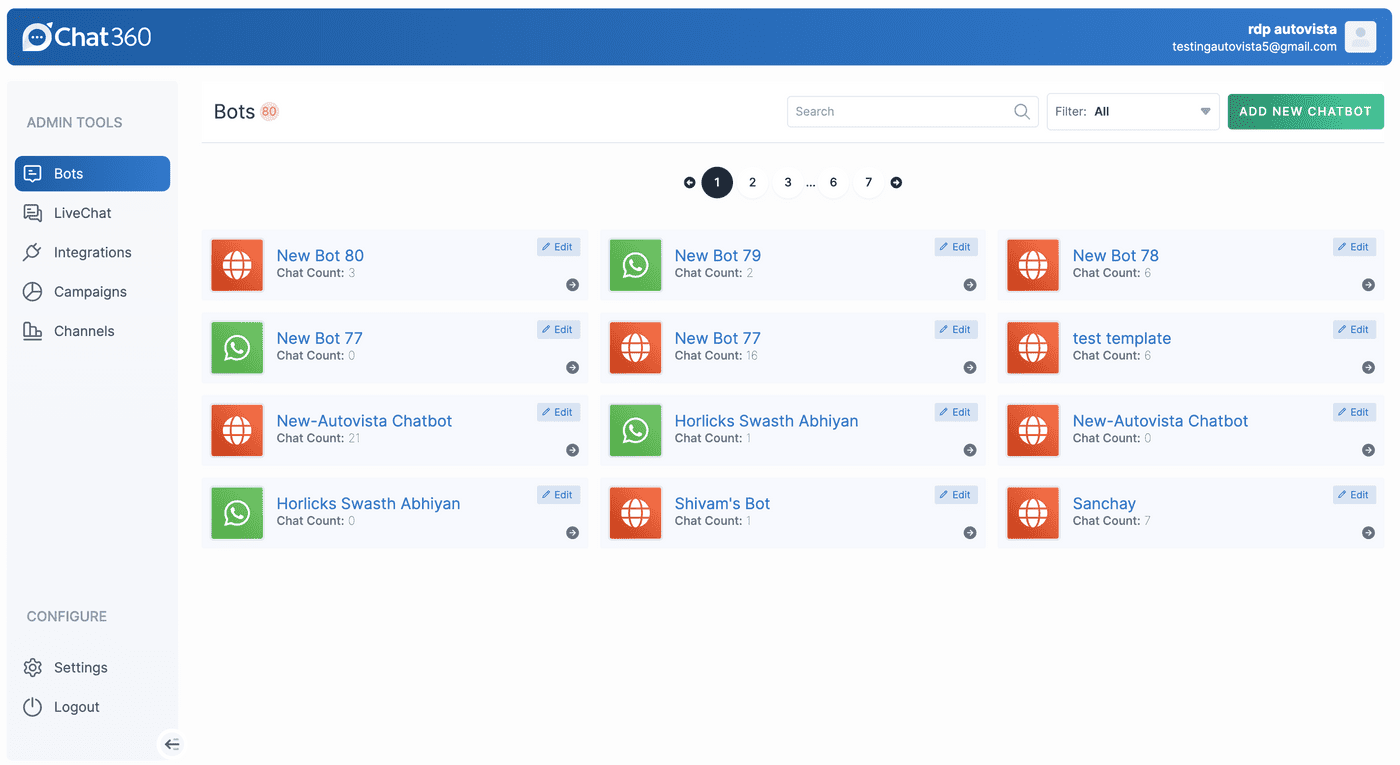 Chat360
rdp autovista
testingautovista5@gmail.com
ADMIN TOOLS
Bots
LiveChat
Integrations
Campaigns
Channels
CONFIGURE
Settings
Logout
Bots 80
Search
Filter: All
ADD NEW CHATBOT
1 2 3 ... 6 7
New Bot 80
Chat Count: 3
Edit
New Bot 79
Chat Count: 2
Edit
New Bot 78
Chat Count: 6
Edit
New Bot 77
Chat Count: 0
Edit
New Bot 77
Chat Count: 16
Edit
test template
Chat Count: 6
Edit
New-Autovista Chatbot
Chat Count: 21
Edit
Horlicks Swasth Abhiyan
Chat Count: 1
Edit
New-Autovista Chatbot
Chat Count: 0
Edit
Horlicks Swasth Abhiyan
Chat Count: 0
Edit
Shivam's Bot
Chat Count: 1
Edit
Sanchay
Chat Count: 7
Edit